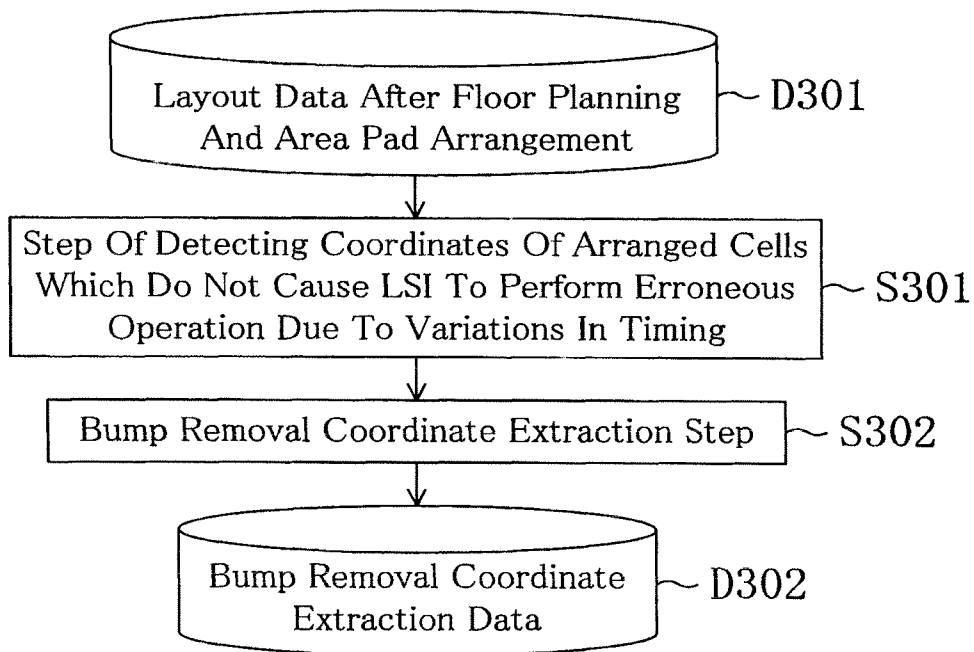 Layout Data After Floor Planning
And Area Pad Arrangement
D301
Step Of Detecting Coordinates Of Arranged Cells
Which Do Not Cause LSI To Perform Erroneous
Operation Due To Variations In Timing
S301
Bump Removal Coordinate Extraction Step
S302
Bump Removal Coordinate
Extraction Data
D302